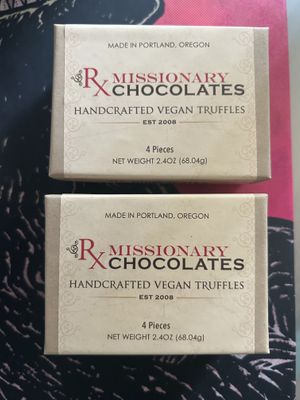 MADE IN PORTLAND, OREGON
Rx MISSIONARY
CHOCOLATES
HANDCRAFTED VEGAN TRUFFLES
EST 2008
4 Pieces
NET WEIGHT 2.4OZ (68.04g)
MADE IN PORTLAND, OREGON
Rx MISSIONARY
CHOCOLATES
HANDCRAFTED VEGAN TRUFFLES
EST 2008
4 Pieces
NET WEIGHT 2.4OZ (68.04g)